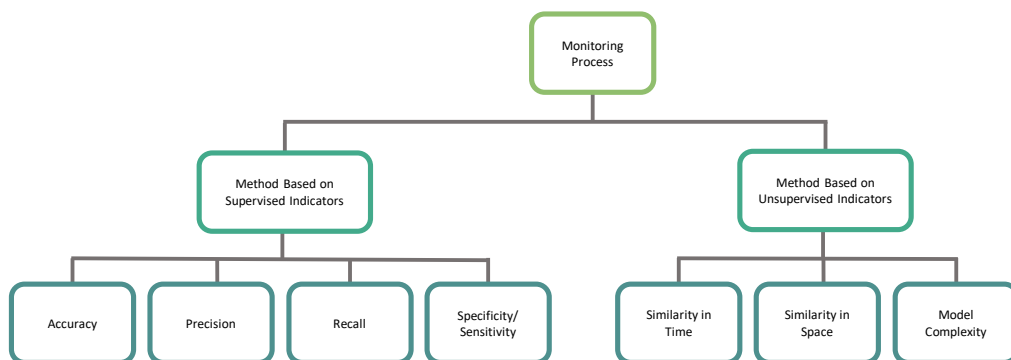 Monitoring
Process
Method Based on
Supervised Indicators
Method Based on
Unsupervised Indicators
Accuracy
Precision
Recall
Specificity/
Sensitivity
Similarity in
Time
Similarity in
Space
Model
Complexity